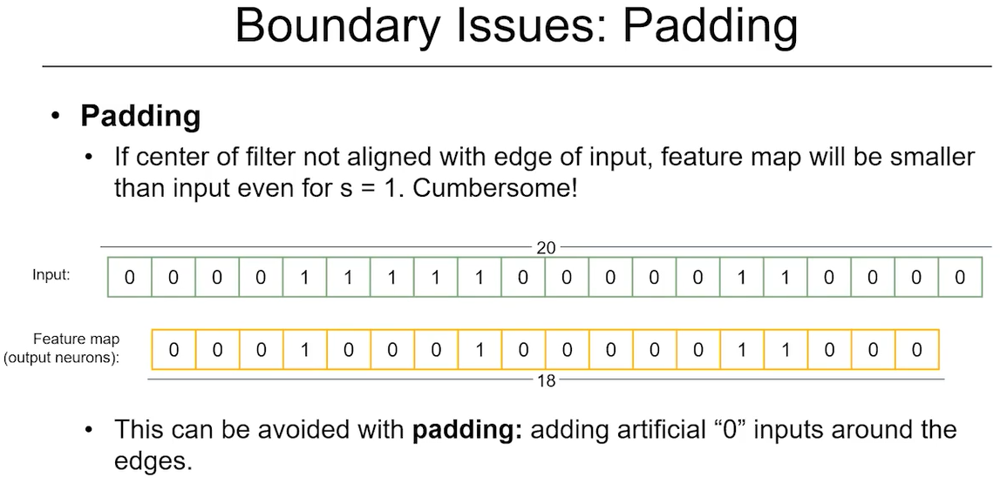 Boundary Issues: Padding
• Padding
• If center of filter not aligned with edge of input, feature map will be smaller
than input even for s = 1. Cumbersome!
20
Input: 0 0 0 0 1 1 1 1 1 0 0 0 0 0 1 1 0 0 0 0
Feature map
(output neurons): 0 0 0 1 0 0 0 1 0 0 0 0 0 1 1 0 0 0
18
• This can be avoided with padding: adding artificial “0” inputs around the
edges.